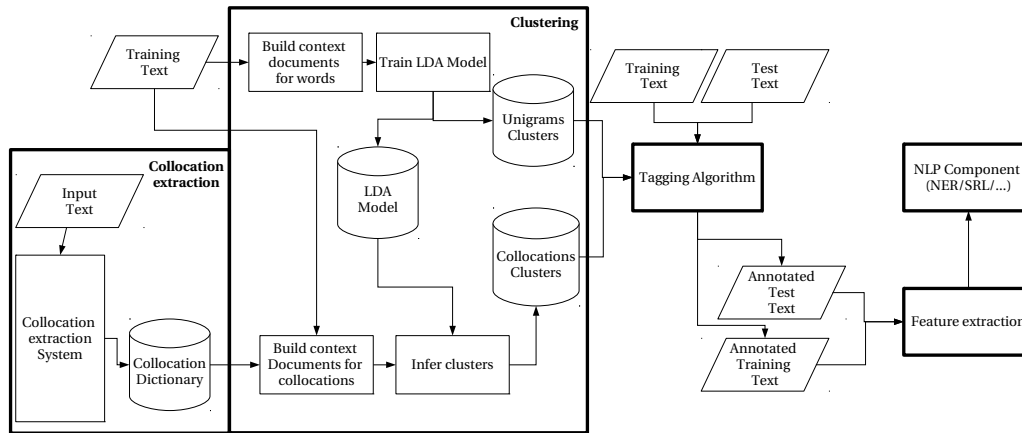 Clustering
Training
Text
Build context
documents
for words
Train LDA Model
Unigrams
Clusters
Training
Text
Test
Text
Collocation
extraction
Input
Text
LDA
Model
Tagging Algorithm
NLP Component
(NER/SRL/...)
Collocations
Clusters
Annotated
Test
Text
Collocation
extraction
System
Collocation
Dictionary
Build context
Documents for
collocations
Infer clusters
Annotated
Training
Text
Feature extraction